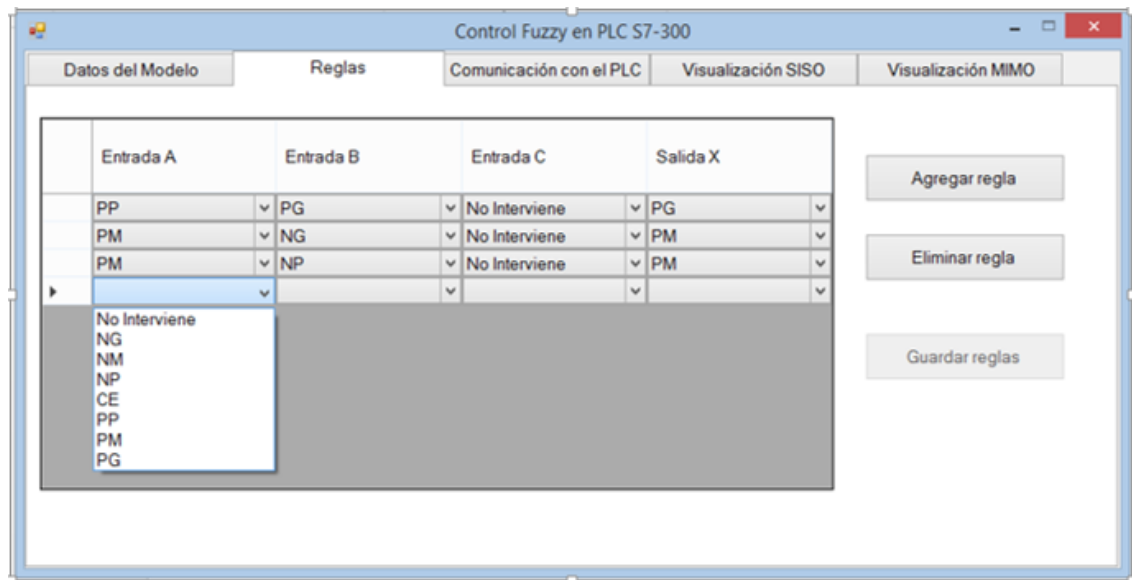 Control Fuzzy en PLC S7-300
Datos del Modelo Reglas Comunicación con el PLC Visualización SISO Visualización MIMO
Entrada A Entrada B Entrada C Salida X
PP PG No Interviene PG
PM NG No Interviene PM
PM NP No Interviene PM
No Interviene
NG
NM
NP
CE
PP
PM
PG
Agregar regla
Eliminar regla
Guardar reglas